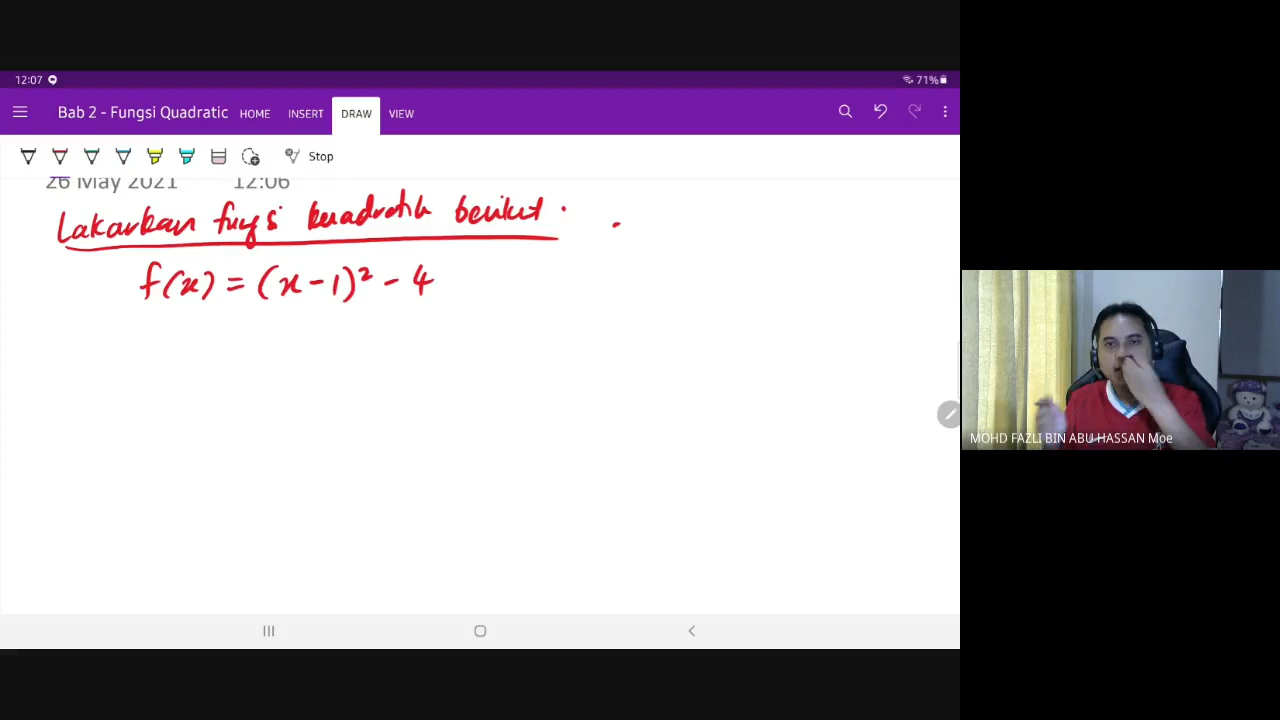 12:07 71%
Bab 2 - Fungsi Quadratic HOME INSERT DRAW VIEW
Stop
26 May 2021 12:06
Lakarkan fungsi kuadratik berikut.
f(x) = (x-1)² - 4
MOHD FAZLI BIN ABU HASSAN Moe